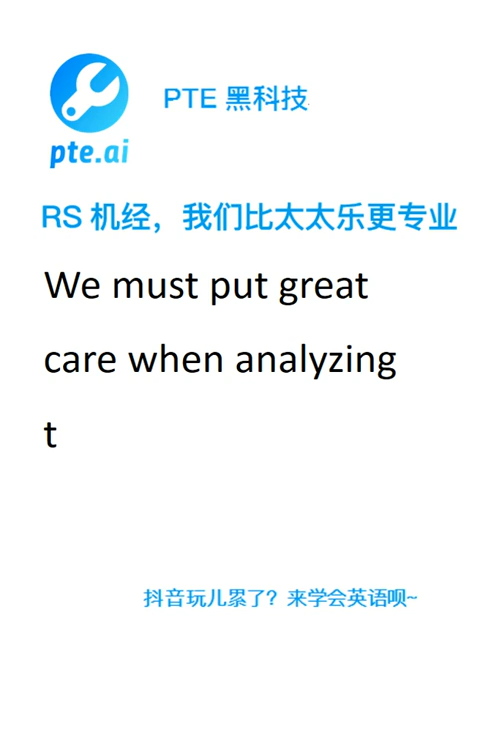 PTE 黑科技
pte.ai
RS 机经，我们比太太乐更专业
We must put great
care when analyzing
t
抖音玩儿累了？来学会英语呗~